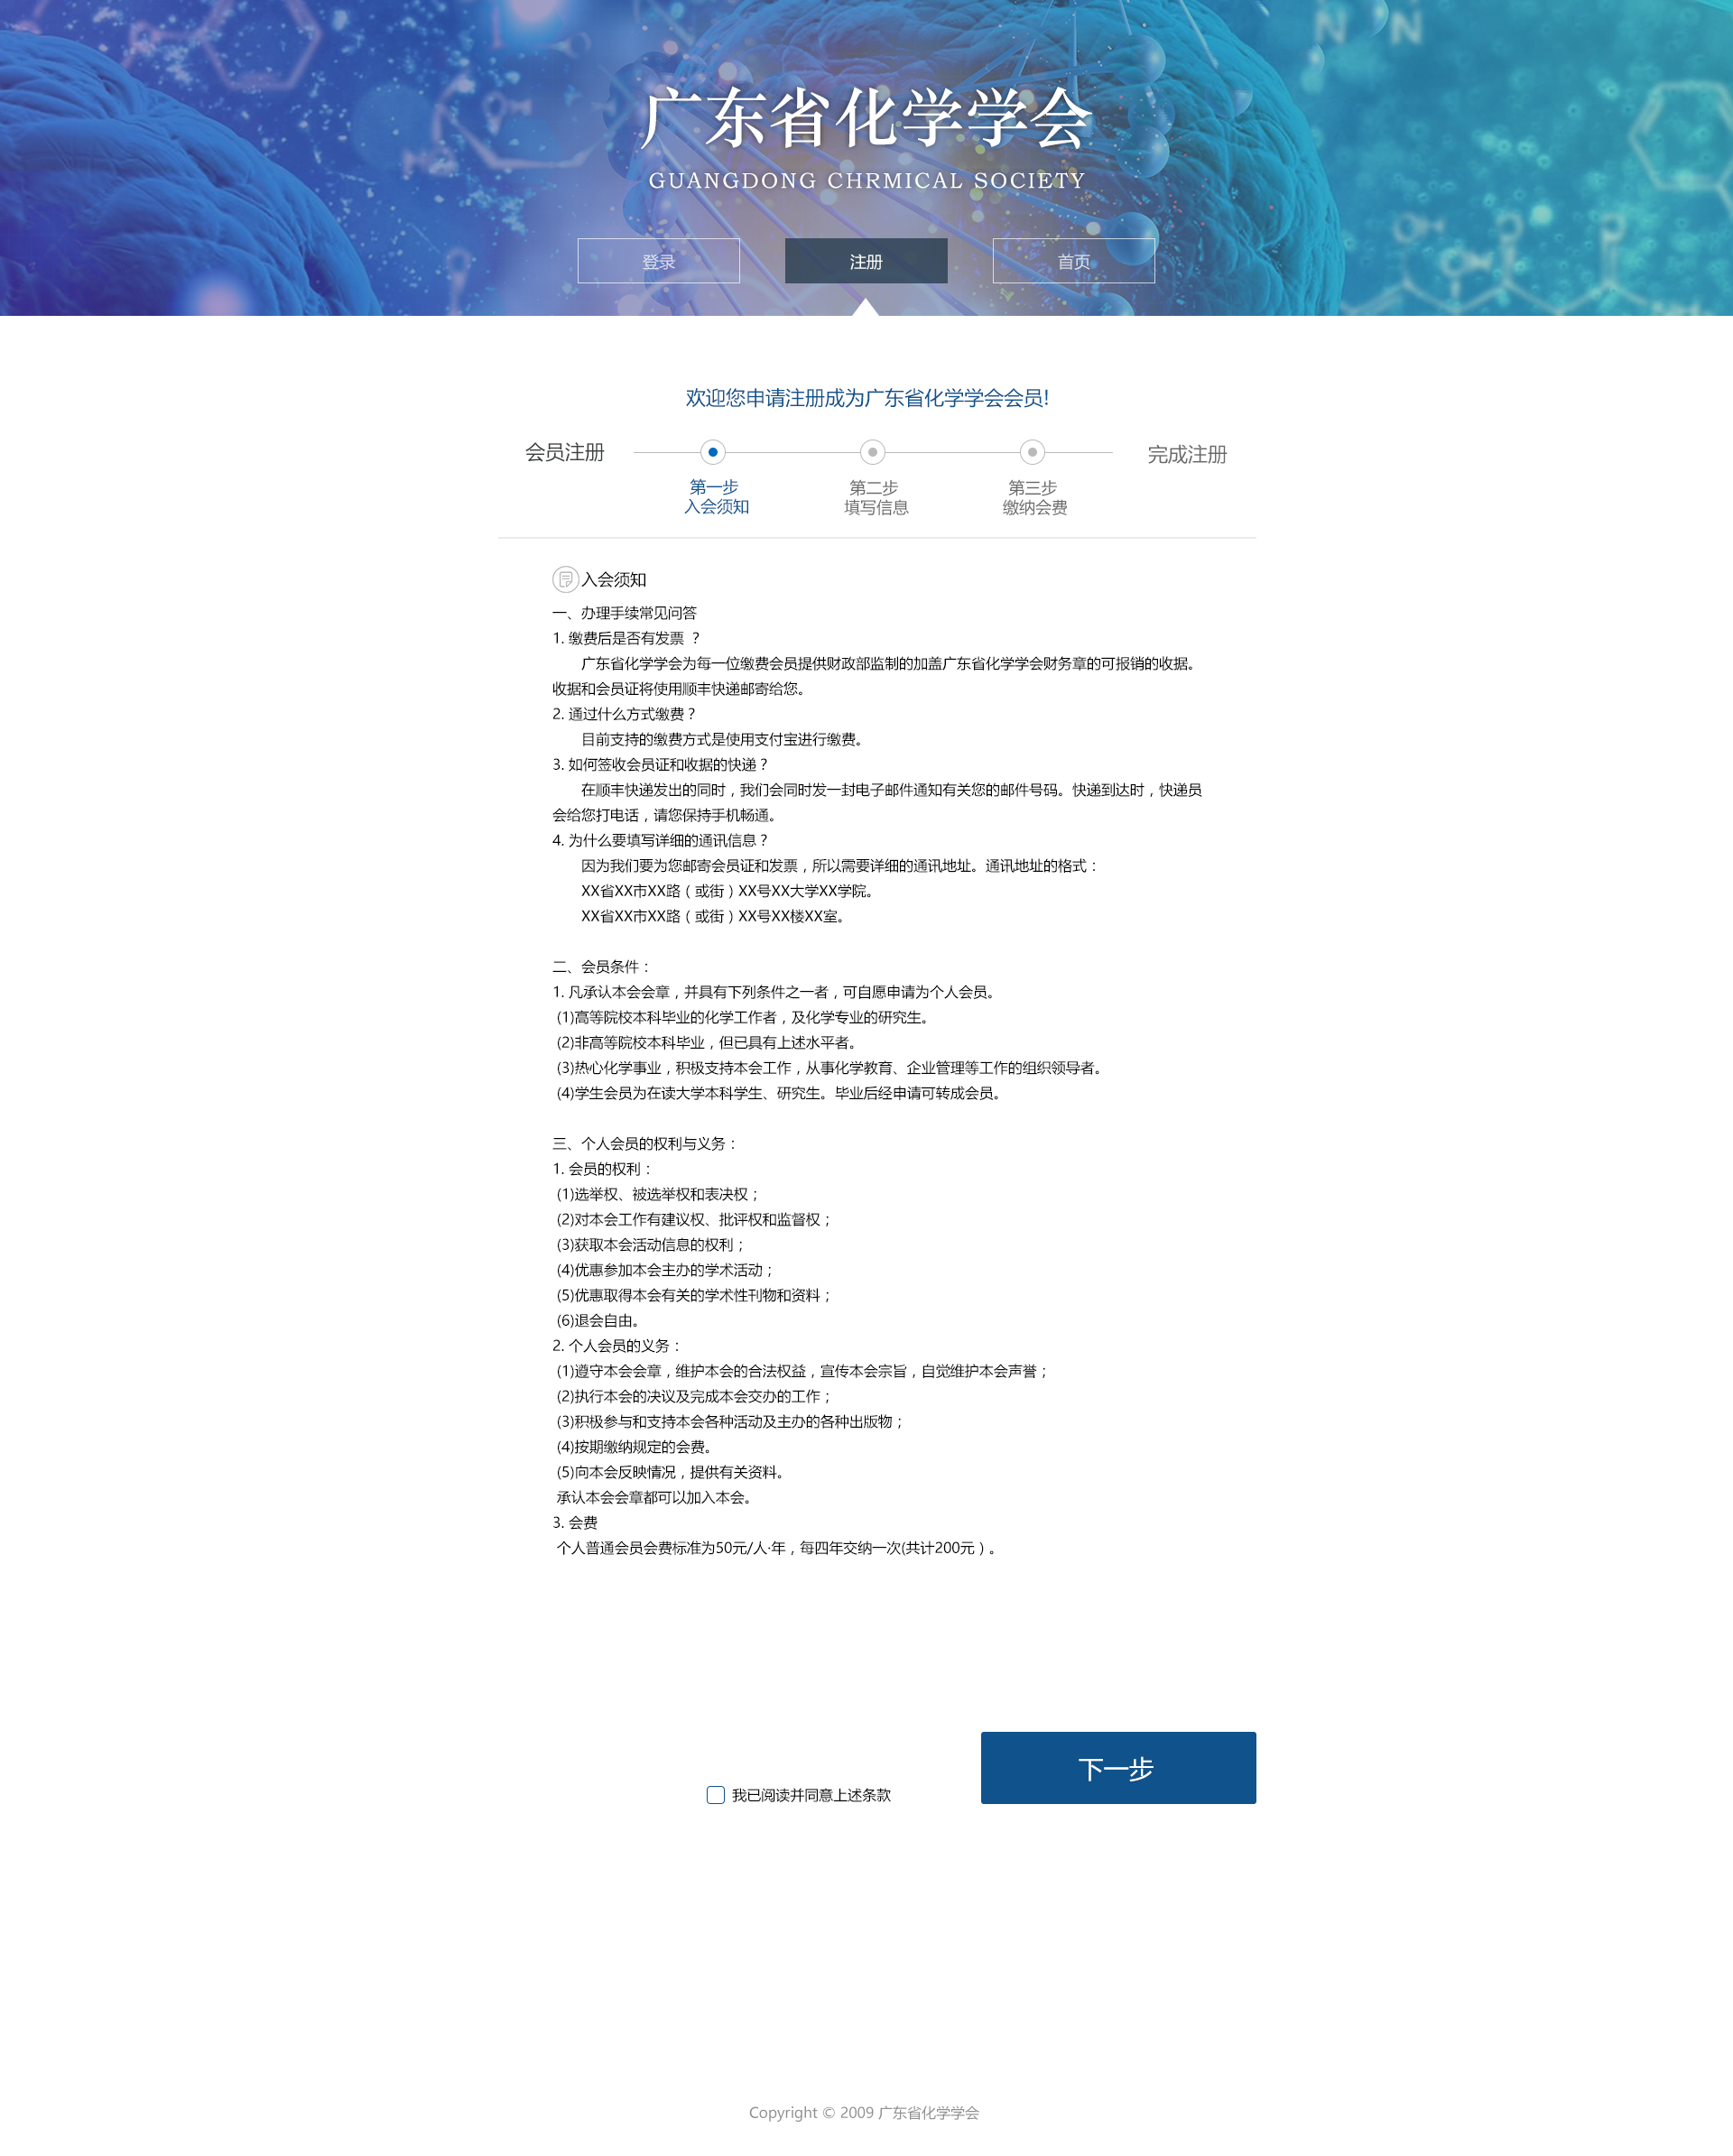 广东省化学学会
GUANGDONG CHRMICAL SOCIETY
登录
注册
首页
欢迎您申请注册成为广东省化学学会会员!
会员注册
完成注册
第一步
入会须知
第二步
填写信息
第三步
缴纳会费
入会须知
一、办理手续常见问答
1. 缴费后是否有发票 ？
广东省化学学会为每一位缴费会员提供财政部监制的加盖广东省化学学会财务章的可报销的收据。
收据和会员证将使用顺丰快递邮寄给您。
2. 通过什么方式缴费？
目前支持的缴费方式是使用支付宝进行缴费。
3. 如何签收会员证和收据的快递？
在顺丰快递发出的同时，我们会同时发一封电子邮件通知有关您的邮件号码。快递到达时，快递员
会给您打电话，请您保持手机畅通。
4. 为什么要填写详细的通讯信息？
因为我们要为您邮寄会员证和发票，所以需要详细的通讯地址。通讯地址的格式：
XX省XX市XX路（或街）XX号XX大学XX学院。
XX省XX市XX路（或街）XX号XX楼XX室。
二、会员条件：
1. 凡承认本会会章，并具有下列条件之一者，可自愿申请为个人会员。
(1)高等院校本科毕业的化学工作者，及化学专业的研究生。
(2)非高等院校本科毕业，但已具有上述水平者。
(3)热心化学事业，积极支持本会工作，从事化学教育、企业管理等工作的组织领导者。
(4)学生会员为在读大学本科学生、研究生。毕业后经申请可转成会员。
三、个人会员的权利与义务：
1. 会员的权利：
(1)选举权、被选举权和表决权；
(2)对本会工作有建议权、批评权和监督权；
(3)获取本会活动信息的权利；
(4)优惠参加本会主办的学术活动；
(5)优惠取得本会有关的学术性刊物和资料；
(6)退会自由。
2. 个人会员的义务：
(1)遵守本会会章，维护本会的合法权益，宣传本会宗旨，自觉维护本会声誉；
(2)执行本会的决议及完成本会交办的工作；
(3)积极参与和支持本会各种活动及主办的各种出版物；
(4)按期缴纳规定的会费。
(5)向本会反映情况，提供有关资料。
承认本会会章都可以加入本会。
3. 会费
个人普通会员会费标准为50元/人·年，每四年交纳一次(共计200元）。
下一步
我已阅读并同意上述条款
Copyright © 2009 广东省化学学会